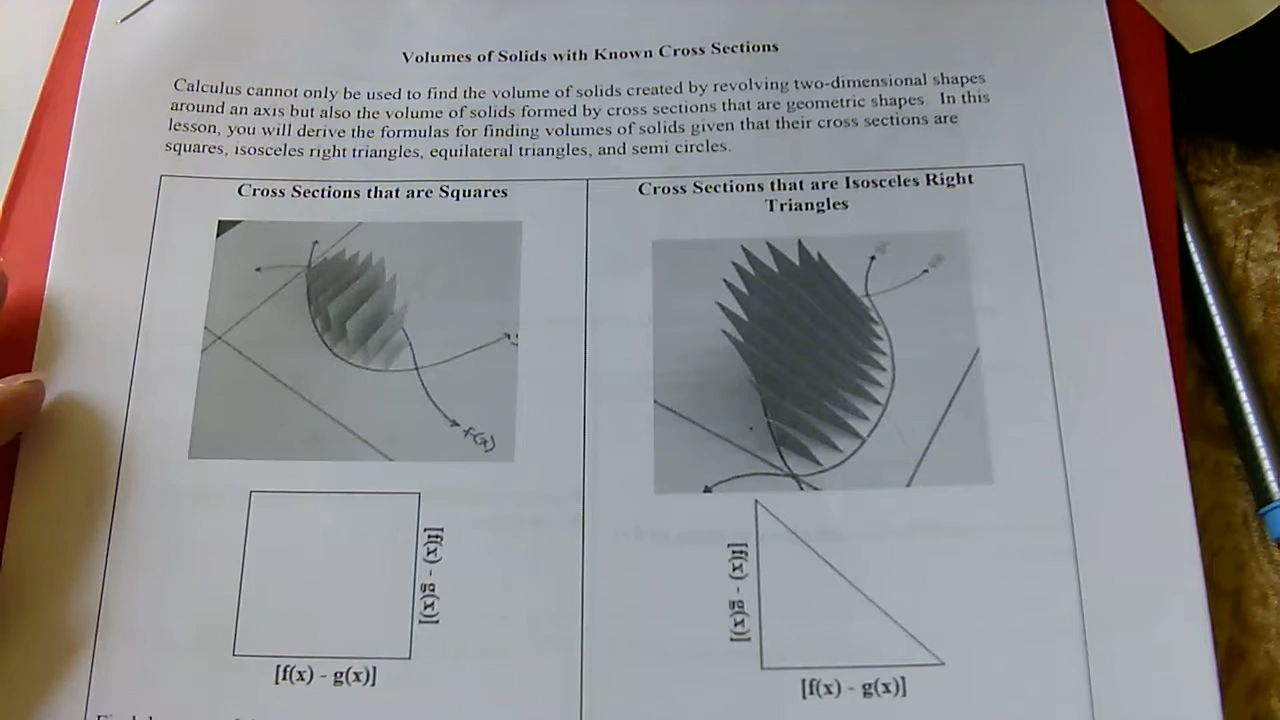 Volumes of Solids with Known Cross Sections
Calculus cannot only be used to find the volume of solids created by revolving two-dimensional shapes
around an axis but also the volume of solids formed by cross sections that are geometric shapes. In this
lesson, you will derive the formulas for finding volumes of solids given that their cross sections are
squares, isosceles right triangles, equilateral triangles, and semi circles.
Cross Sections that are Squares
f(x)
[f(x) - g(x)]
[f(x) - g(x)]
Cross Sections that are Isosceles Right
Triangles
[f(x) - g(x)]
[f(x) - g(x)]